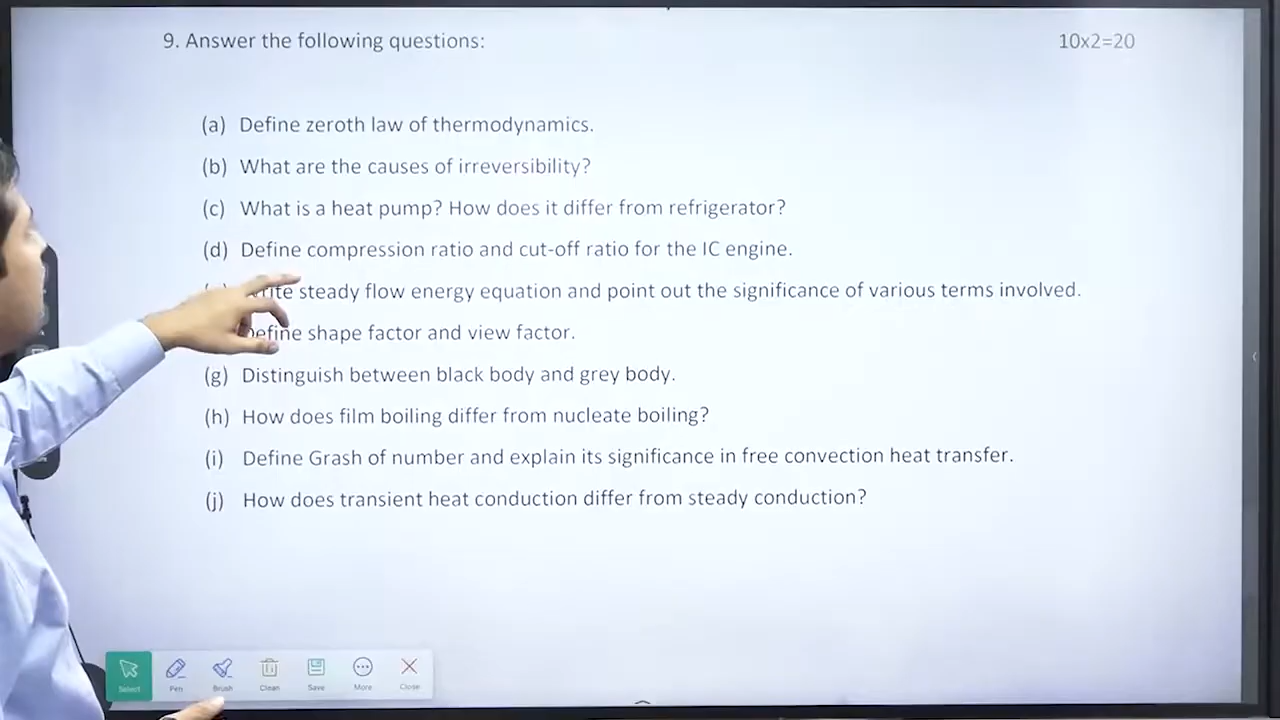 9. Answer the following questions: 10x2=20
(a) Define zeroth law of thermodynamics.
(b) What are the causes of irreversibility?
(c) What is a heat pump? How does it differ from refrigerator?
(d) Define compression ratio and cut-off ratio for the IC engine.
steady flow energy equation and point out the significance of various terms involved.
Define shape factor and view factor.
(g) Distinguish between black body and grey body.
(h) How does film boiling differ from nucleate boiling?
(i) Define Grash of number and explain its significance in free convection heat transfer.
(j) How does transient heat conduction differ from steady conduction?
Select Pen Brush Clean Save More Close